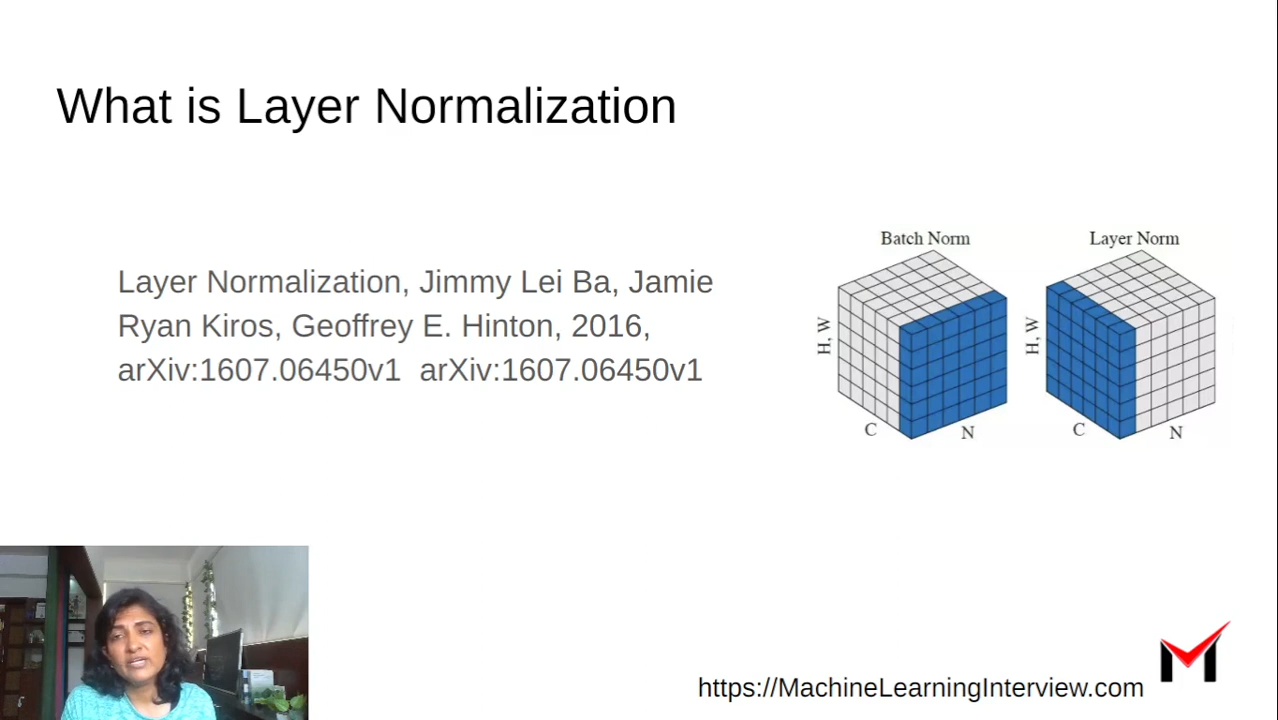 What is Layer Normalization
Layer Normalization, Jimmy Lei Ba, Jamie
Ryan Kiros, Geoffrey E. Hinton, 2016,
arXiv:1607.06450v1  arXiv:1607.06450v1
Batch Norm
H, W
C
N
Layer Norm
H, W
C
N
https://MachineLearningInterview.com